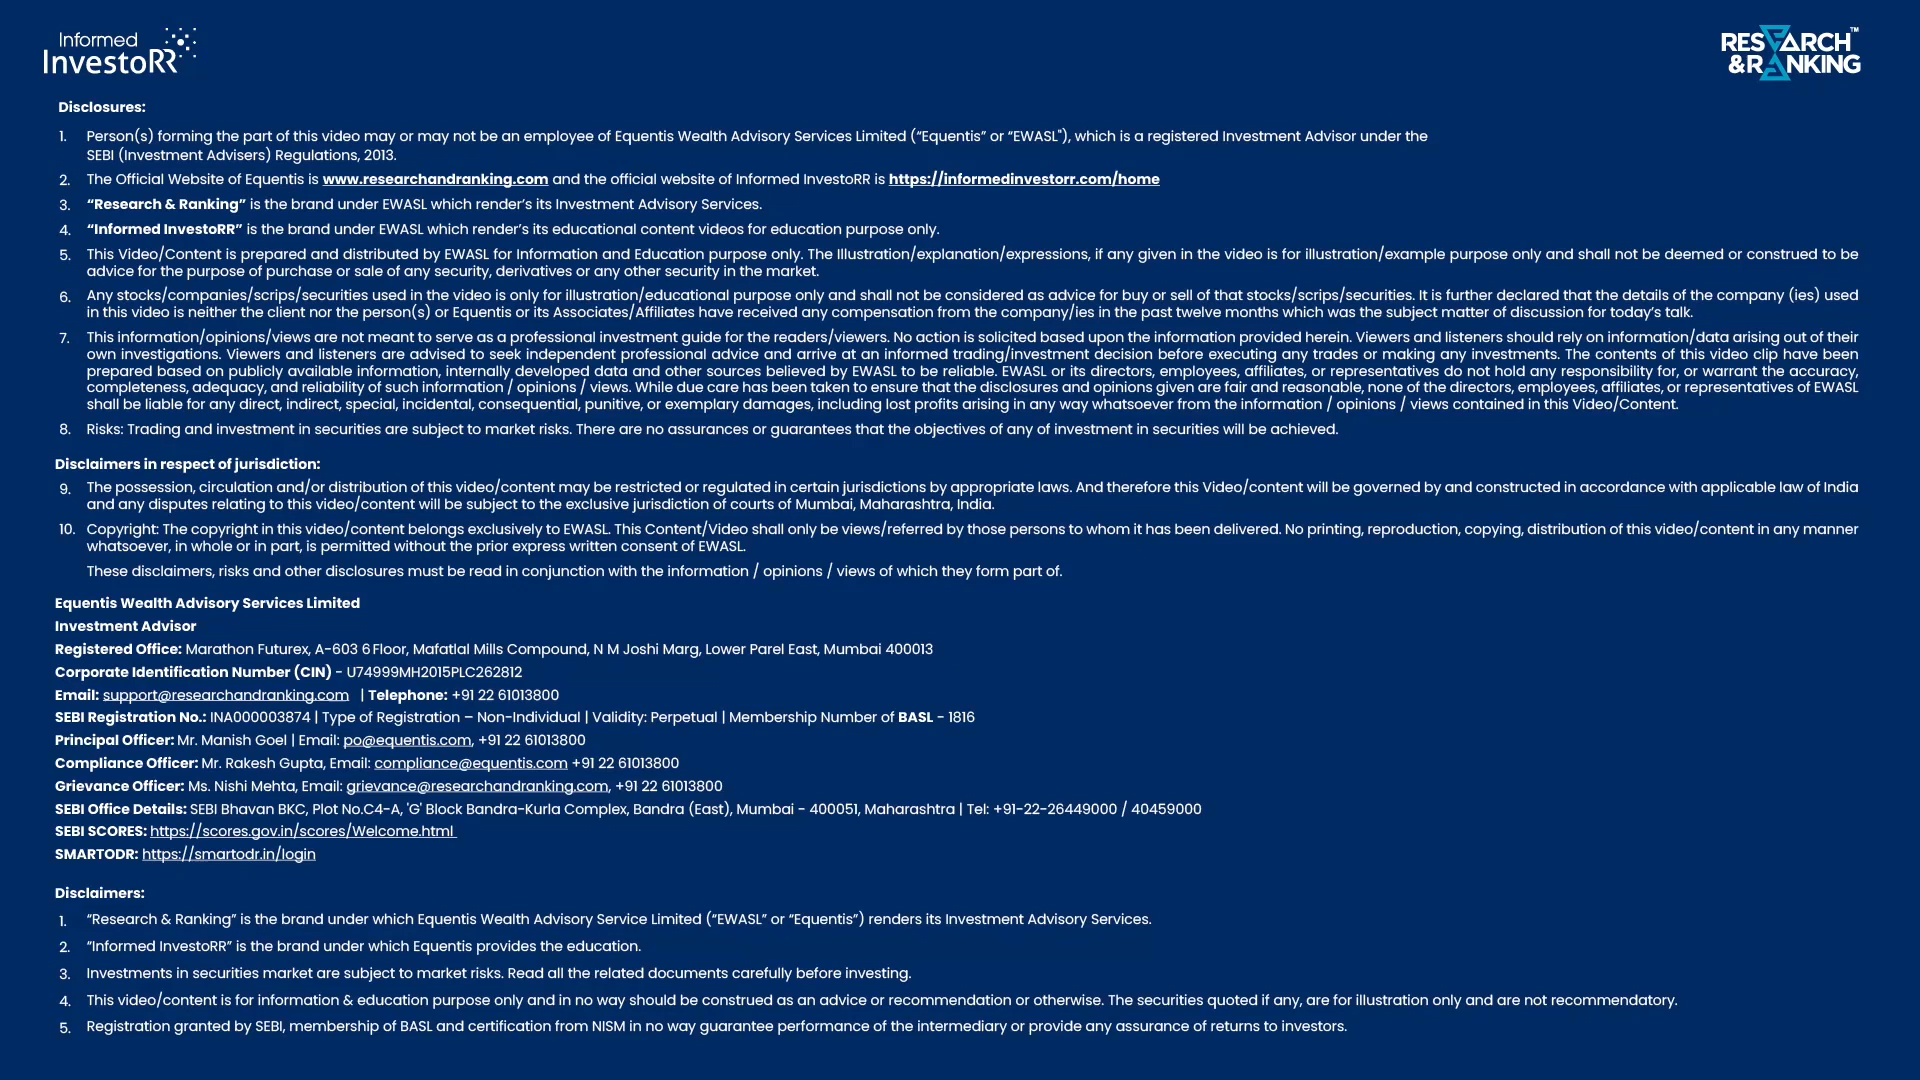 Informed
InvestoRR
RESEARCH™
&RANKING
Disclosures:
1. Person(s) forming the part of this video may or may not be an employee of Equentis Wealth Advisory Services Limited (“Equentis” or “EWASL"), which is a registered Investment Advisor under the
SEBI (Investment Advisers) Regulations, 2013.
2. The Official Website of Equentis is www.researchandranking.com and the official website of Informed InvestoRR is https://informedinvestorr.com/home
3. “Research & Ranking” is the brand under EWASL which render’s its Investment Advisory Services.
4. “Informed InvestoRR” is the brand under EWASL which render’s its educational content videos for education purpose only.
5. This Video/Content is prepared and distributed by EWASL for Information and Education purpose only. The Illustration/explanation/expressions, if any given in the video is for illustration/example purpose only and shall not be deemed or construed to be
advice for the purpose of purchase or sale of any security, derivatives or any other security in the market.
6. Any stocks/companies/scrips/securities used in the video is only for illustration/educational purpose only and shall not be considered as advice for buy or sell of that stocks/scrips/securities. It is further declared that the details of the company (ies) used
in this video is neither the client nor the person(s) or Equentis or its Associates/Affiliates have received any compensation from the company/ies in the past twelve months which was the subject matter of discussion for today’s talk.
7. This information/opinions/views are not meant to serve as a professional investment guide for the readers/viewers. No action is solicited based upon the information provided herein. Viewers and listeners should rely on information/data arising out of their
own investigations. Viewers and listeners are advised to seek independent professional advice and arrive at an informed trading/investment decision before executing any trades or making any investments. The contents of this video clip have been
prepared based on publicly available information, internally developed data and other sources believed by EWASL to be reliable. EWASL or its directors, employees, affiliates, or representatives do not hold any responsibility for, or warrant the accuracy,
completeness, adequacy, and reliability of such information / opinions / views. While due care has been taken to ensure that the disclosures and opinions given are fair and reasonable, none of the directors, employees, affiliates, or representatives of EWASL
shall be liable for any direct, indirect, special, incidental, consequential, punitive, or exemplary damages, including lost profits arising in any way whatsoever from the information / opinions / views contained in this Video/Content.
8. Risks: Trading and investment in securities are subject to market risks. There are no assurances or guarantees that the objectives of any of investment in securities will be achieved.
Disclaimers in respect of jurisdiction:
9. The possession, circulation and/or distribution of this video/content may be restricted or regulated in certain jurisdictions by appropriate laws. And therefore this Video/content will be governed by and constructed in accordance with applicable law of India
and any disputes relating to this video/content will be subject to the exclusive jurisdiction of courts of Mumbai, Maharashtra, India.
10. Copyright: The copyright in this video/content belongs exclusively to EWASL. This Content/Video shall only be views/referred by those persons to whom it has been delivered. No printing, reproduction, copying, distribution of this video/content in any manner
whatsoever, in whole or in part, is permitted without the prior express written consent of EWASL.
These disclaimers, risks and other disclosures must be read in conjunction with the information / opinions / views of which they form part of.
Equentis Wealth Advisory Services Limited
Investment Advisor
Registered Office: Marathon Futurex, A-603 6 Floor, Mafatlal Mills Compound, N M Joshi Marg, Lower Parel East, Mumbai 400013
Corporate Identification Number (CIN) - U74999MH2015PLC262812
Email: support@researchandranking.com | Telephone: +91 22 61013800
SEBI Registration No.: INA000003874 | Type of Registration – Non-Individual | Validity: Perpetual | Membership Number of BASL - 1816
Principal Officer: Mr. Manish Goel | Email: po@equentis.com, +91 22 61013800
Compliance Officer: Mr. Rakesh Gupta, Email: compliance@equentis.com +91 22 61013800
Grievance Officer: Ms. Nishi Mehta, Email: grievance@researchandranking.com, +91 22 61013800
SEBI Office Details: SEBI Bhavan BKC, Plot No.C4-A, 'G' Block Bandra-Kurla Complex, Bandra (East), Mumbai - 400051, Maharashtra | Tel: +91-22-26449000 / 40459000
SEBI SCORES: https://scores.gov.in/scores/Welcome.html
SMARTODR: https://smartodr.in/login
Disclaimers:
1. “Research & Ranking” is the brand under which Equentis Wealth Advisory Service Limited (“EWASL” or “Equentis”) renders its Investment Advisory Services.
2. “Informed InvestoRR” is the brand under which Equentis provides the education.
3. Investments in securities market are subject to market risks. Read all the related documents carefully before investing.
4. This video/content is for information & education purpose only and in no way should be construed as an advice or recommendation or otherwise. The securities quoted if any, are for illustration only and are not recommendatory.
5. Registration granted by SEBI, membership of BASL and certification from NISM in no way guarantee performance of the intermediary or provide any assurance of returns to investors.